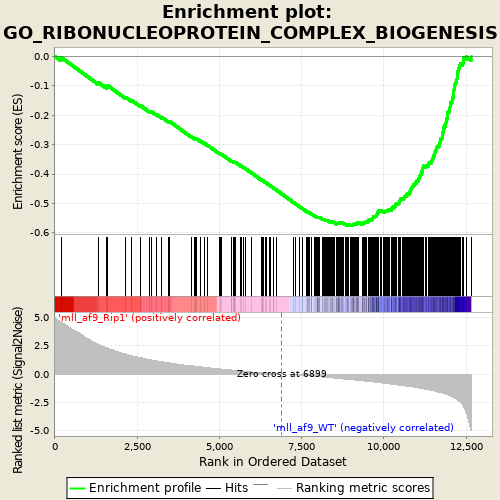 Enrichment plot:
GO_RIBONUCLEOPROTEIN_COMPLEX_BIOGENESIS
Enrichment score (ES)
0.0
-0.1
-0.2
-0.3
-0.4
-0.5
-0.6
Ranked list metric (Signal2Noise)
5.0
2.5
0.0
-2.5
-5.0
'mll_af9_Rip1' (positively correlated)
Zero cross at 6899
'mll_af9_WT' (negatively correlated)
0
2,500
5,000
7,500
10,000
12,500
Rank in Ordered Dataset
Enrichment profile
Hits
Ranking metric scores